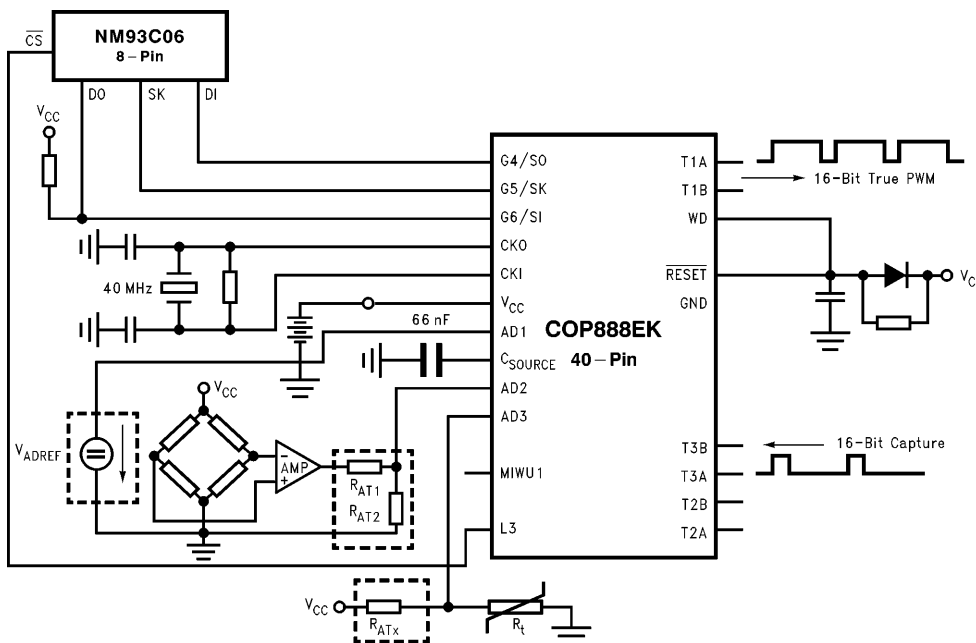 NM93C06
8-Pin
CS
DO
SK
DI
VCC
G4/SO
G5/SK
G6/SI
CKO
CKI
VCC
AD1
CSOURCE
AD2
AD3
MIWU1
L3
COP888EK
40-Pin
T1A
T1B
WD
RESET
GND
T3B
T3A
T2B
T2A
16-Bit True PWM
VC
16-Bit Capture
40 MHz
66 nF
VCC
VADREF
AMP
-
+
RAT1
RAT2
VCC
RATx
Rt